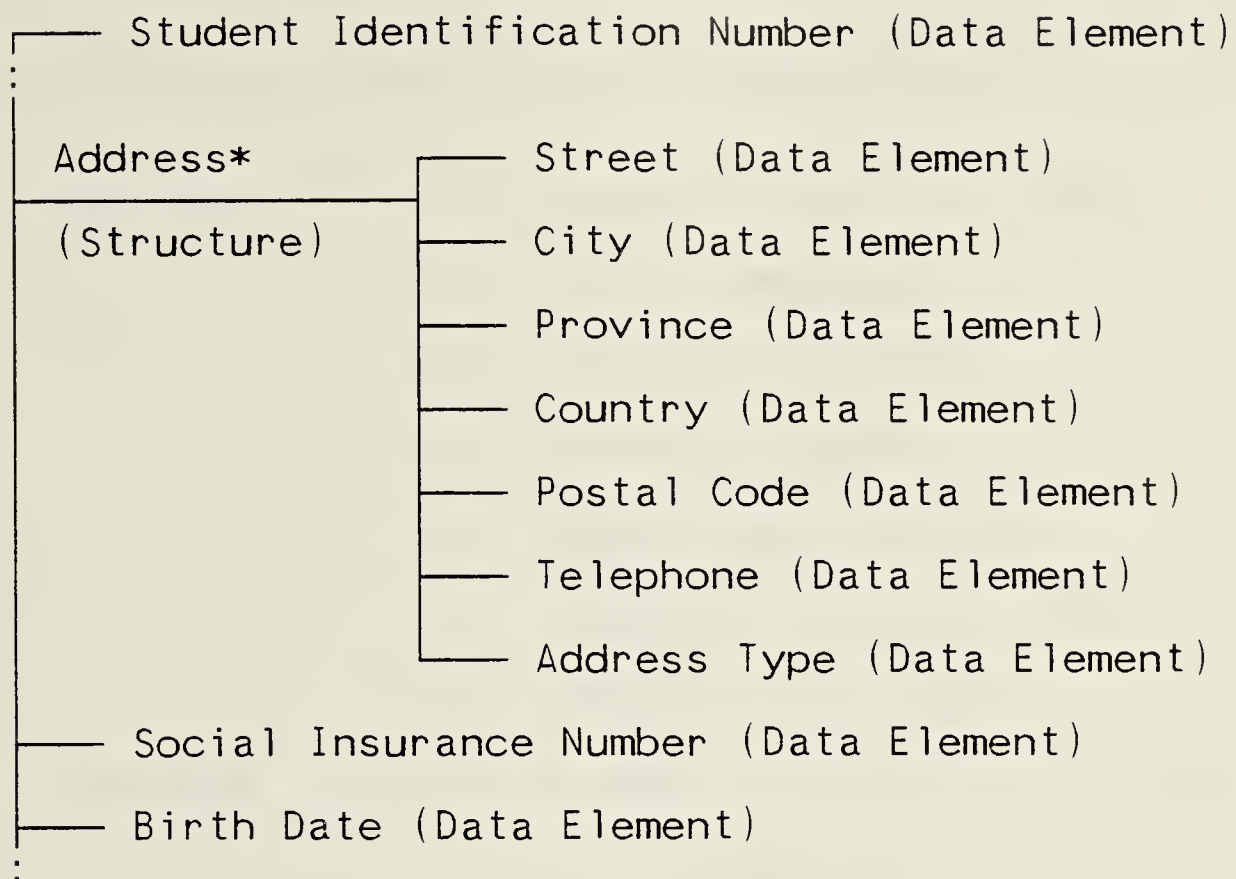 Student Identification Number (Data Element)
Address*
(Structure)
Street (Data Element)
City (Data Element)
Province (Data Element)
Country (Data Element)
Postal Code (Data Element)
Telephone (Data Element)
Address Type (Data Element)
Social Insurance Number (Data Element)
Birth Date (Data Element)